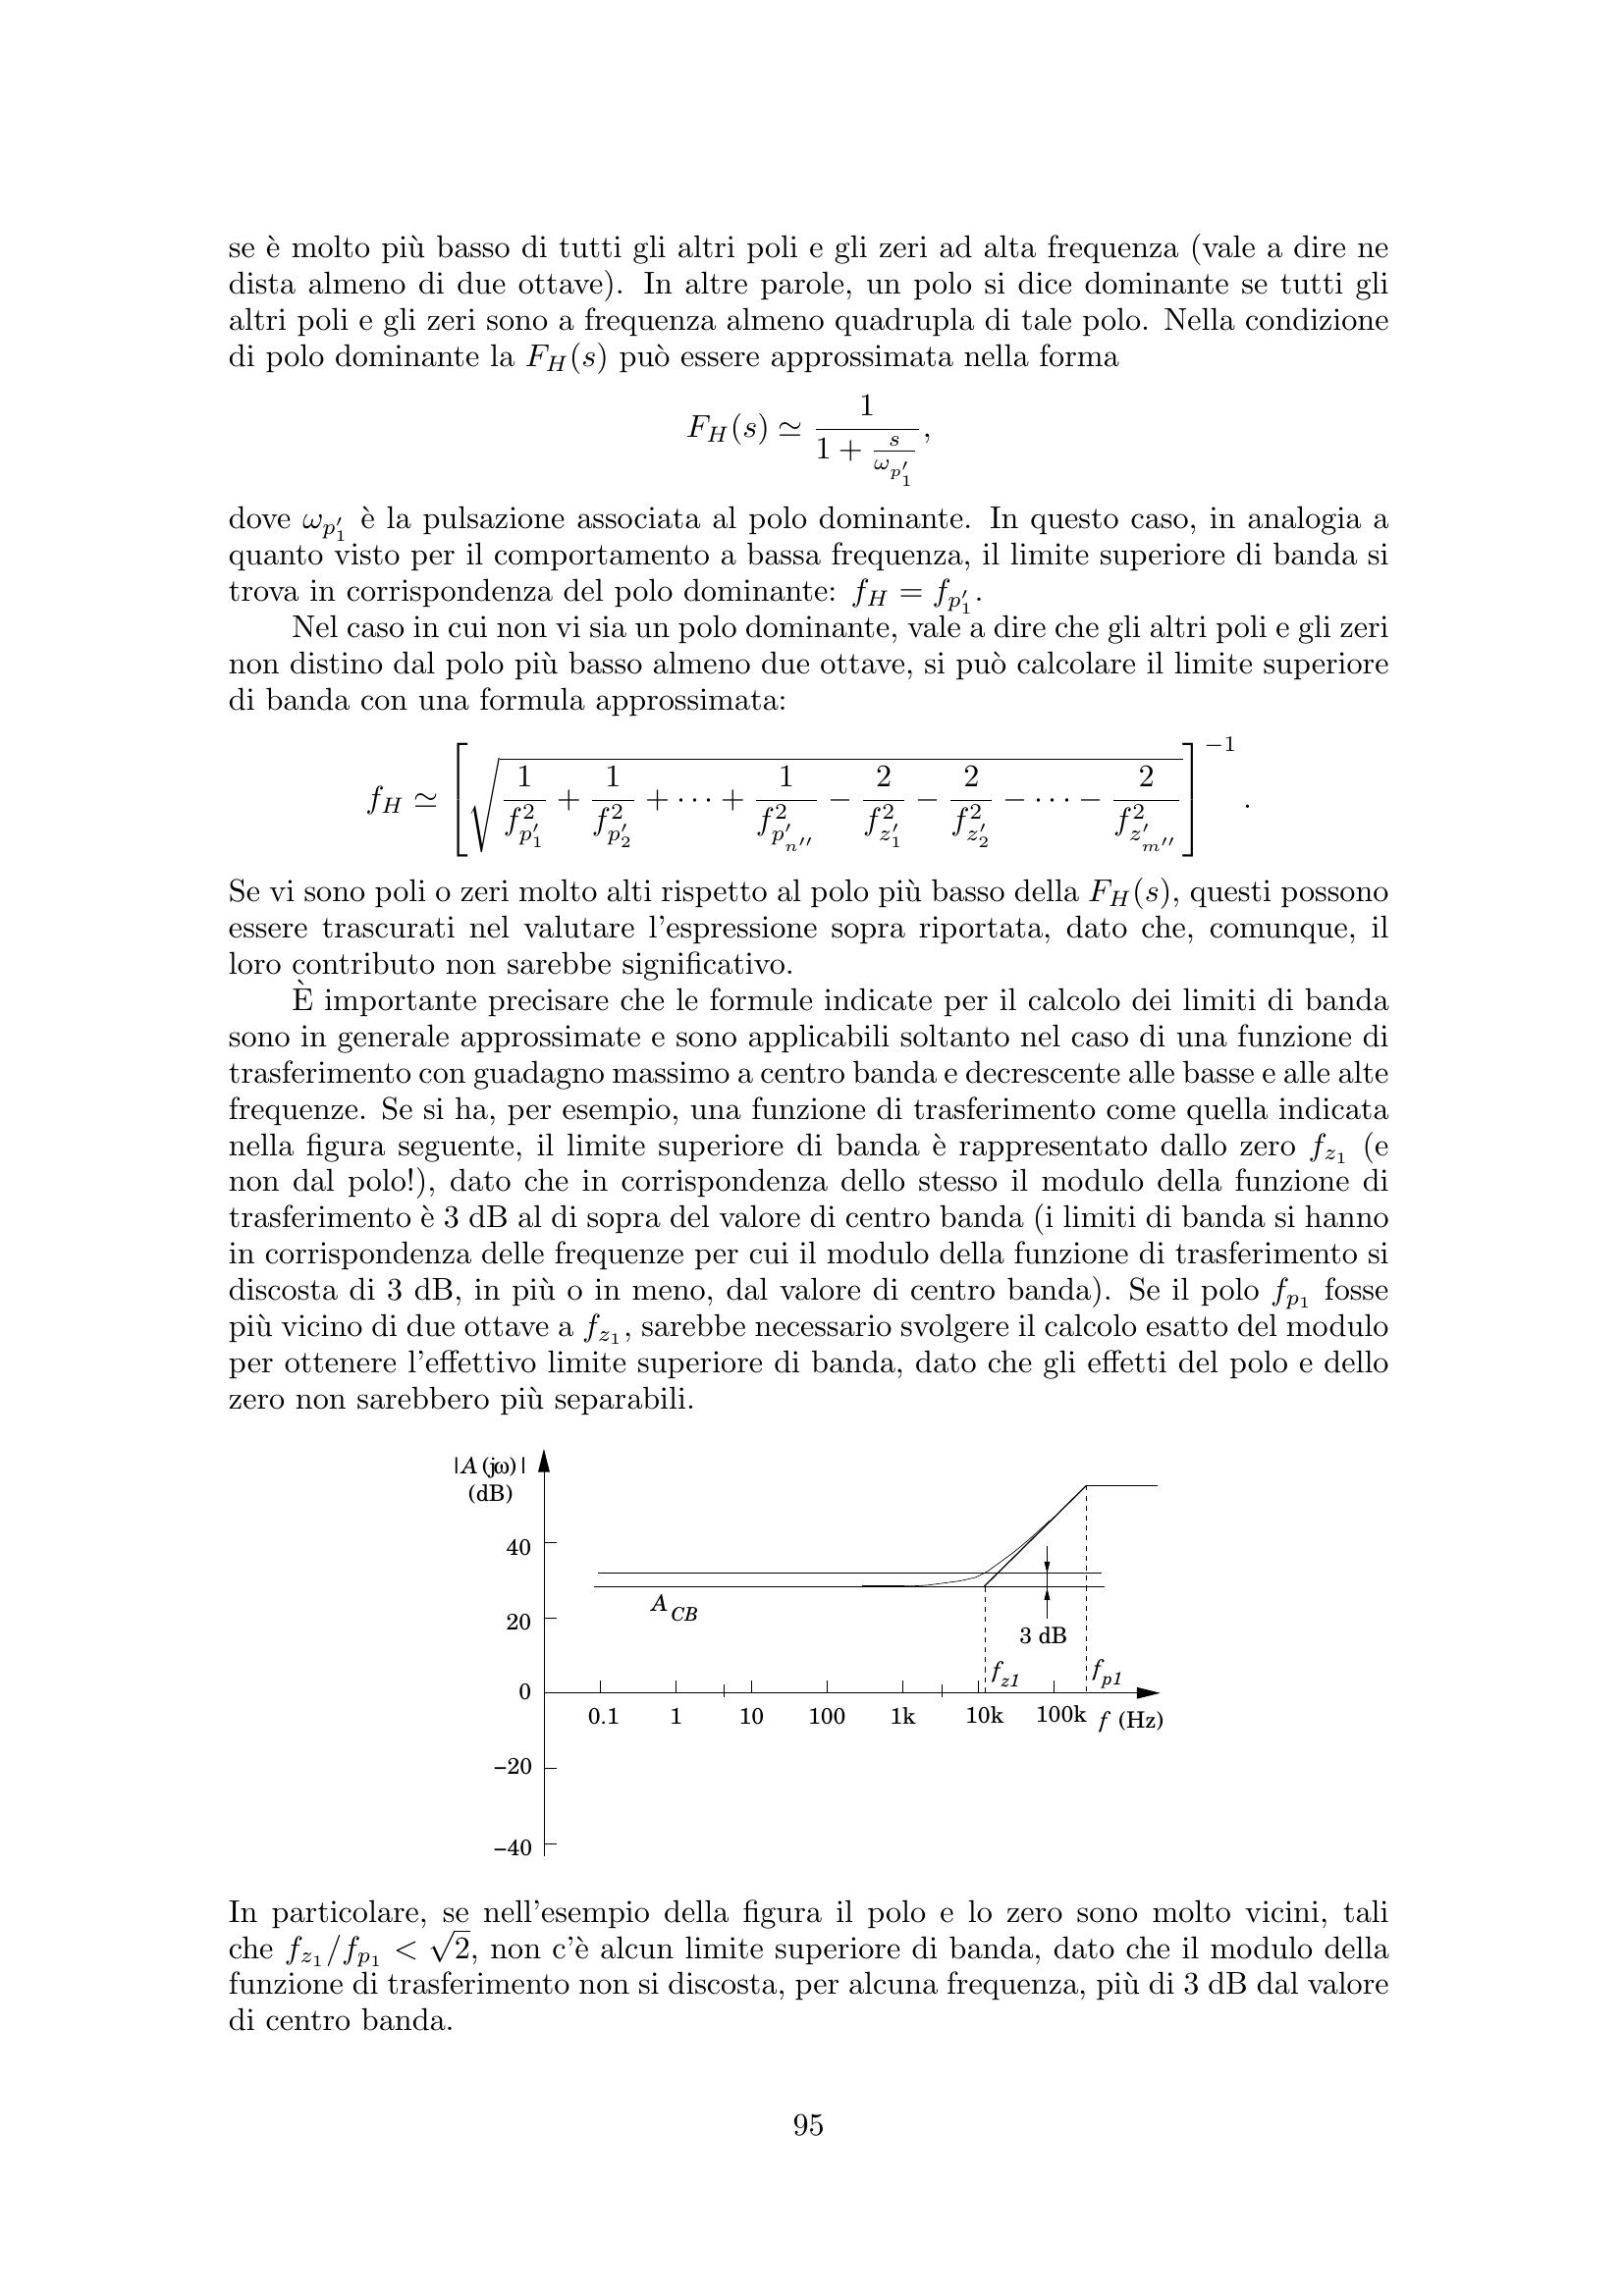 se è molto più basso di tutti gli altri poli e gli zeri ad alta frequenza (vale a dire ne
dista almeno di due ottave). In altre parole, un polo si dice dominante se tutti gli
altri poli e gli zeri sono a frequenza almeno quadrupla di tale polo. Nella condizione
di polo dominante la $F_H(s)$ può essere approssimata nella forma
$$F_H(s) \simeq \frac{1}{1 + \frac{s}{\omega_{p'_1}}},$$
dove $\omega_{p'_1}$ è la pulsazione associata al polo dominante. In questo caso, in analogia a
quanto visto per il comportamento a bassa frequenza, il limite superiore di banda si
trova in corrispondenza del polo dominante: $f_H = f_{p'_1}$.
Nel caso in cui non vi sia un polo dominante, vale a dire che gli altri poli e gli zeri
non distino dal polo più basso almeno due ottave, si può calcolare il limite superiore
di banda con una formula approssimata:
$$f_H \simeq \left[ \sqrt{\frac{1}{f^2_{p'_1}} + \frac{1}{f^2_{p'_2}} + \cdots + \frac{1}{f^2_{p'_{n''}}} - \frac{2}{f^2_{z'_1}} - \frac{2}{f^2_{z'_2}} - \cdots - \frac{2}{f^2_{z'_{m''}}}} \right]^{-1}.$$
Se vi sono poli o zeri molto alti rispetto al polo più basso della $F_H(s)$, questi possono
essere trascurati nel valutare l'espressione sopra riportata, dato che, comunque, il
loro contributo non sarebbe significativo.
È importante precisare che le formule indicate per il calcolo dei limiti di banda
sono in generale approssimate e sono applicabili soltanto nel caso di una funzione di
trasferimento con guadagno massimo a centro banda e decrescente alle basse e alle alte
frequenze. Se si ha, per esempio, una funzione di trasferimento come quella indicata
nella figura seguente, il limite superiore di banda è rappresentato dallo zero $f_{z_1}$ (e
non dal polo!), dato che in corrispondenza dello stesso il modulo della funzione di
trasferimento è 3 dB al di sopra del valore di centro banda (i limiti di banda si hanno
in corrispondenza delle frequenze per cui il modulo della funzione di trasferimento si
discosta di 3 dB, in più o in meno, dal valore di centro banda). Se il polo $f_{p_1}$ fosse
più vicino di due ottave a $f_{z_1}$, sarebbe necessario svolgere il calcolo esatto del modulo
per ottenere l'effettivo limite superiore di banda, dato che gli effetti del polo e dello
zero non sarebbero più separabili.
|A(jω)|
(dB)
40
A CB
20
3 dB
f z1
f p1
0
0.1 1 10 100 1k 10k 100k f (Hz)
−20
−40
In particolare, se nell'esempio della figura il polo e lo zero sono molto vicini, tali
che $f_{z_1}/f_{p_1} < \sqrt{2}$, non c'è alcun limite superiore di banda, dato che il modulo della
funzione di trasferimento non si discosta, per alcuna frequenza, più di 3 dB dal valore
di centro banda.
95